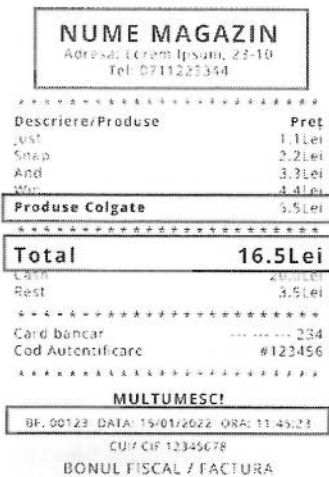 NUME MAGAZIN
Adresa: Lorem Ipsum, 23-10
Tel: 0711223344
Descriere/Produse Preț
Just 1.1Lei
Snap 2.2Lei
And 3.3Lei
Win 4.4Lei
Produse Colgate 5.5Lei
Total 16.5Lei
Cash 20.0Lei
Rest 3.5Lei
Card bancar --- --- --- 234
Cod Autentificare #123456
MULTUMESC!
BF. 00123 DATA: 15/01/2022 ORA: 11:45:23
CUI/ CIF 12345678
BONUL FISCAL / FACTURA